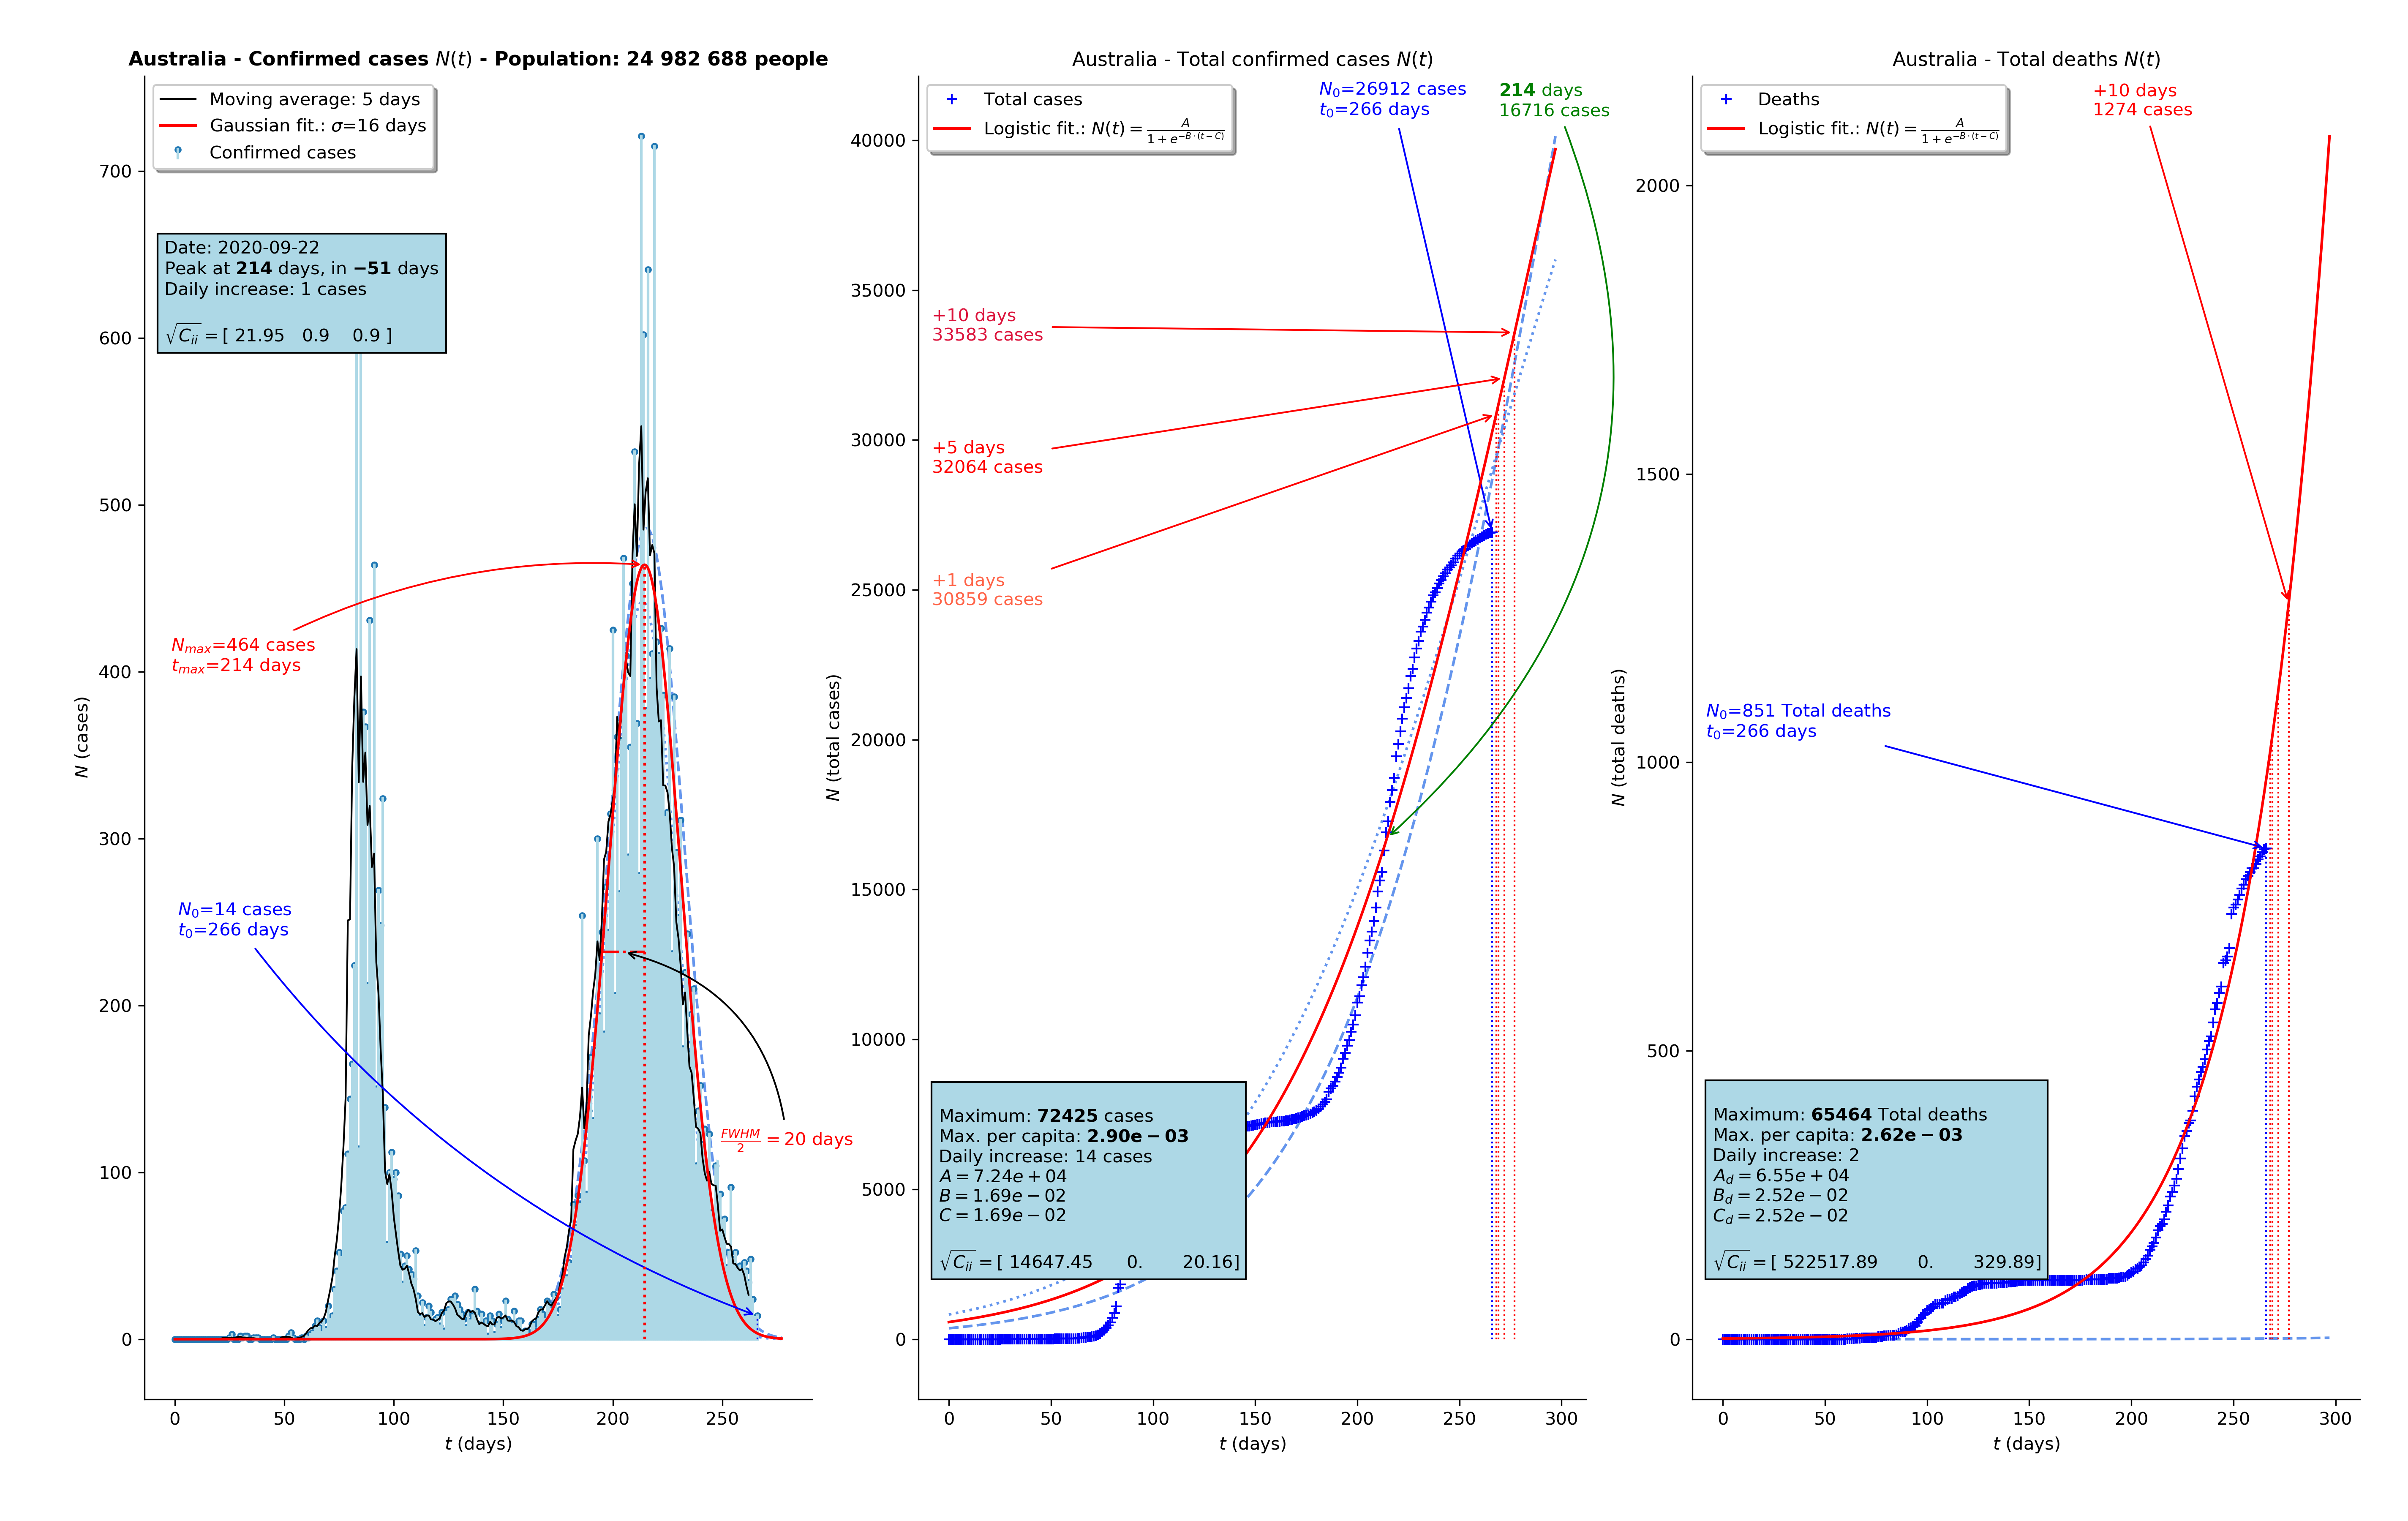 Australia - Confirmed cases N(t) - Population: 24 982 688 people
Moving average: 5 days
Gaussian fit.: σ=16 days
Confirmed cases
Date: 2020-09-22
Peak at 214 days, in −51 days
Daily increase: 1 cases
√C_ii = [ 21.95 0.9 0.9 ]
N_max=464 cases
t_max=214 days
N_0=14 cases
t_0=266 days
FWHM/2 = 20 days
N (cases)
700
600
500
400
300
200
100
0
0 50 100 150 200 250
t (days)
Australia - Total confirmed cases N(t)
Total cases
Logistic fit.: N(t) = A/(1+e^{−B·(t−C)})
N_0=26912 cases
t_0=266 days
214 days
16716 cases
+10 days
33583 cases
+5 days
32064 cases
+1 days
30859 cases
Maximum: 72425 cases
Max. per capita: 2.90e − 03
Daily increase: 14 cases
A = 7.24e + 04
B = 1.69e − 02
C = 1.69e − 02
√C_ii = [ 14647.45 0. 20.16]
N (total cases)
40000
35000
30000
25000
20000
15000
10000
5000
0
0 50 100 150 200 250 300
t (days)
Australia - Total deaths N(t)
Deaths
Logistic fit.: N(t) = A/(1+e^{−B·(t−C)})
+10 days
1274 cases
N_0=851 Total deaths
t_0=266 days
Maximum: 65464 Total deaths
Max. per capita: 2.62e − 03
Daily increase: 2
A_d = 6.55e + 04
B_d = 2.52e − 02
C_d = 2.52e − 02
√C_ii = [ 522517.89 0. 329.89]
N (total deaths)
2000
1500
1000
500
0
0 50 100 150 200 250 300
t (days)